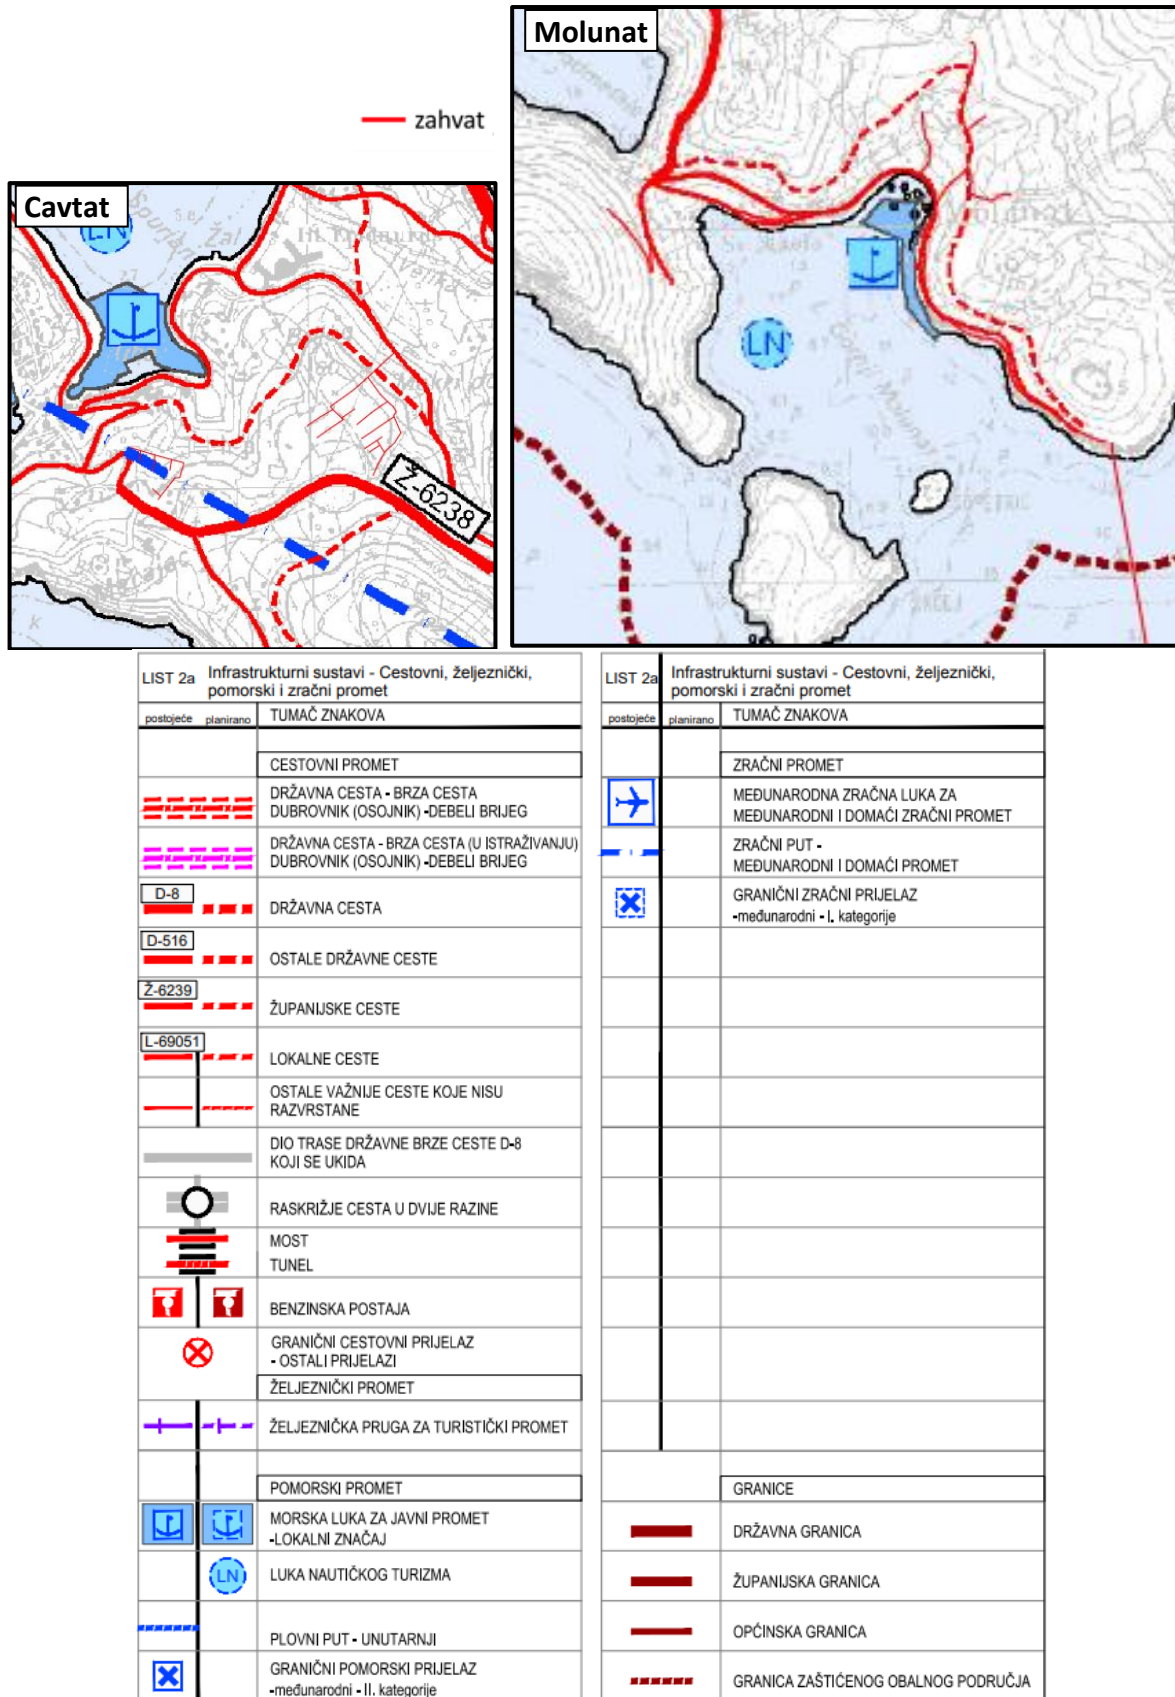 Molunat
zahvat
Cavtat
LN
LN
Ž-6238
LIST 2a
Infrastrukturni sustavi - Cestovni, željeznički,
pomorski i zračni promet
postojeće planirano TUMAČ ZNAKOVA
CESTOVNI PROMET
DRŽAVNA CESTA - BRZA CESTA
DUBROVNIK (OSOJNIK) -DEBELI BRIJEG
DRŽAVNA CESTA - BRZA CESTA (U ISTRAŽIVANJU)
DUBROVNIK (OSOJNIK) -DEBELI BRIJEG
D-8
DRŽAVNA CESTA
D-516
OSTALE DRŽAVNE CESTE
Ž-6239
ŽUPANIJSKE CESTE
L-69051
LOKALNE CESTE
OSTALE VAŽNIJE CESTE KOJE NISU
RAZVRSTANE
DIO TRASE DRŽAVNE BRZE CESTE D-8
KOJI SE UKIDA
RASKRIŽJE CESTA U DVIJE RAZINE
MOST
TUNEL
BENZINSKA POSTAJA
GRANIČNI CESTOVNI PRIJELAZ
- OSTALI PRIJELAZI
ŽELJEZNIČKI PROMET
ŽELJEZNIČKA PRUGA ZA TURISTIČKI PROMET
POMORSKI PROMET
MORSKA LUKA ZA JAVNI PROMET
-LOKALNI ZNAČAJ
LN
LUKA NAUTIČKOG TURIZMA
PLOVNI PUT - UNUTARNJI
GRANIČNI POMORSKI PRIJELAZ
-međunarodni - II. kategorije
LIST 2a
Infrastrukturni sustavi - Cestovni, željeznički,
pomorski i zračni promet
postojeće planirano TUMAČ ZNAKOVA
ZRAČNI PROMET
MEĐUNARODNA ZRAČNA LUKA ZA
MEĐUNARODNI I DOMAĆI ZRAČNI PROMET
ZRAČNI PUT -
MEĐUNARODNI I DOMAĆI PROMET
GRANIČNI ZRAČNI PRIJELAZ
-međunarodni - I. kategorije
GRANICE
DRŽAVNA GRANICA
ŽUPANIJSKA GRANICA
OPĆINSKA GRANICA
GRANICA ZAŠTIĆENOG OBALNOG PODRUČJA